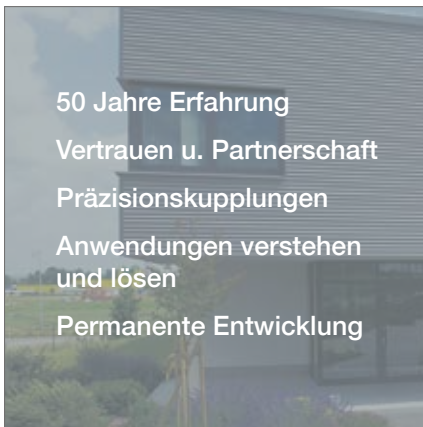 50 Jahre Erfahrung
Vertrauen u. Partnerschaft
Präzisionskupplungen
Anwendungen verstehen
und lösen
Permanente Entwicklung